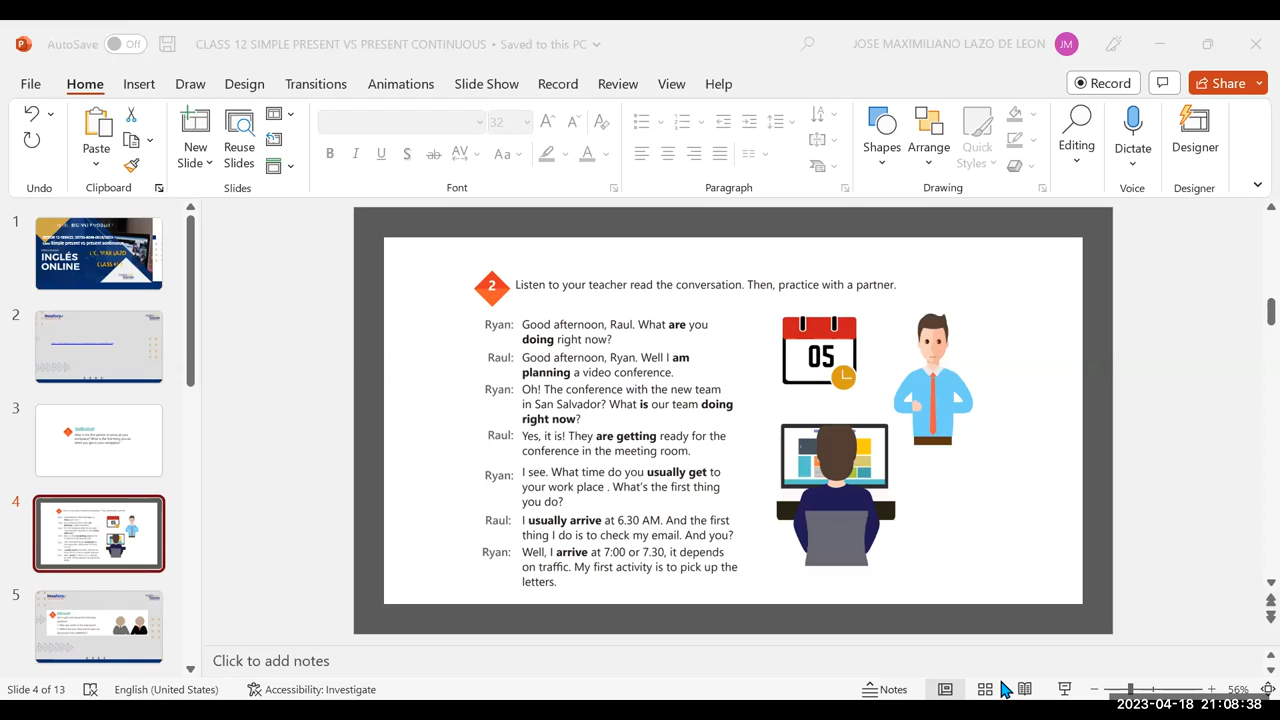 AutoSave Off CLASS 12 SIMPLE PRESENT VS PRESENT CONTINUOUS • Saved to this PC JOSE MAXIMILIANO LAZO DE LEON JM
File Home Insert Draw Design Transitions Animations Slide Show Record Review View Help Record Share
32
Paste New Slide Reuse Slides Shapes Arrange Quick Styles Editing Dictate Designer
B I U S ab AV Aa A
Undo Clipboard Slides Font Paragraph Drawing Voice Designer
1
INGLÉS
ONLINE
2
3
4
5
2 Listen to your teacher read the conversation. Then, practice with a partner.
Ryan: Good afternoon, Raul. What are you
doing right now?
Raul: Good afternoon, Ryan. Well I am
planning a video conference.
Ryan: Oh! The conference with the new team
in San Salvador? What is our team doing
right now?
Raul: Yes, it is! They are getting ready for the
conference in the meeting room.
Ryan: I see. What time do you usually get to
your work place . What's the first thing
you do?
Raul: I usually arrive at 6.30 AM. And the first
thing I do is to check my email. And you?
Ryan: Well, I arrive at 7:00 or 7.30, it depends
on traffic. My first activity is to pick up the
letters.
05
Click to add notes
Slide 4 of 13 English (United States) Accessibility: Investigate Notes 56%
2023-04-18 21:08:38